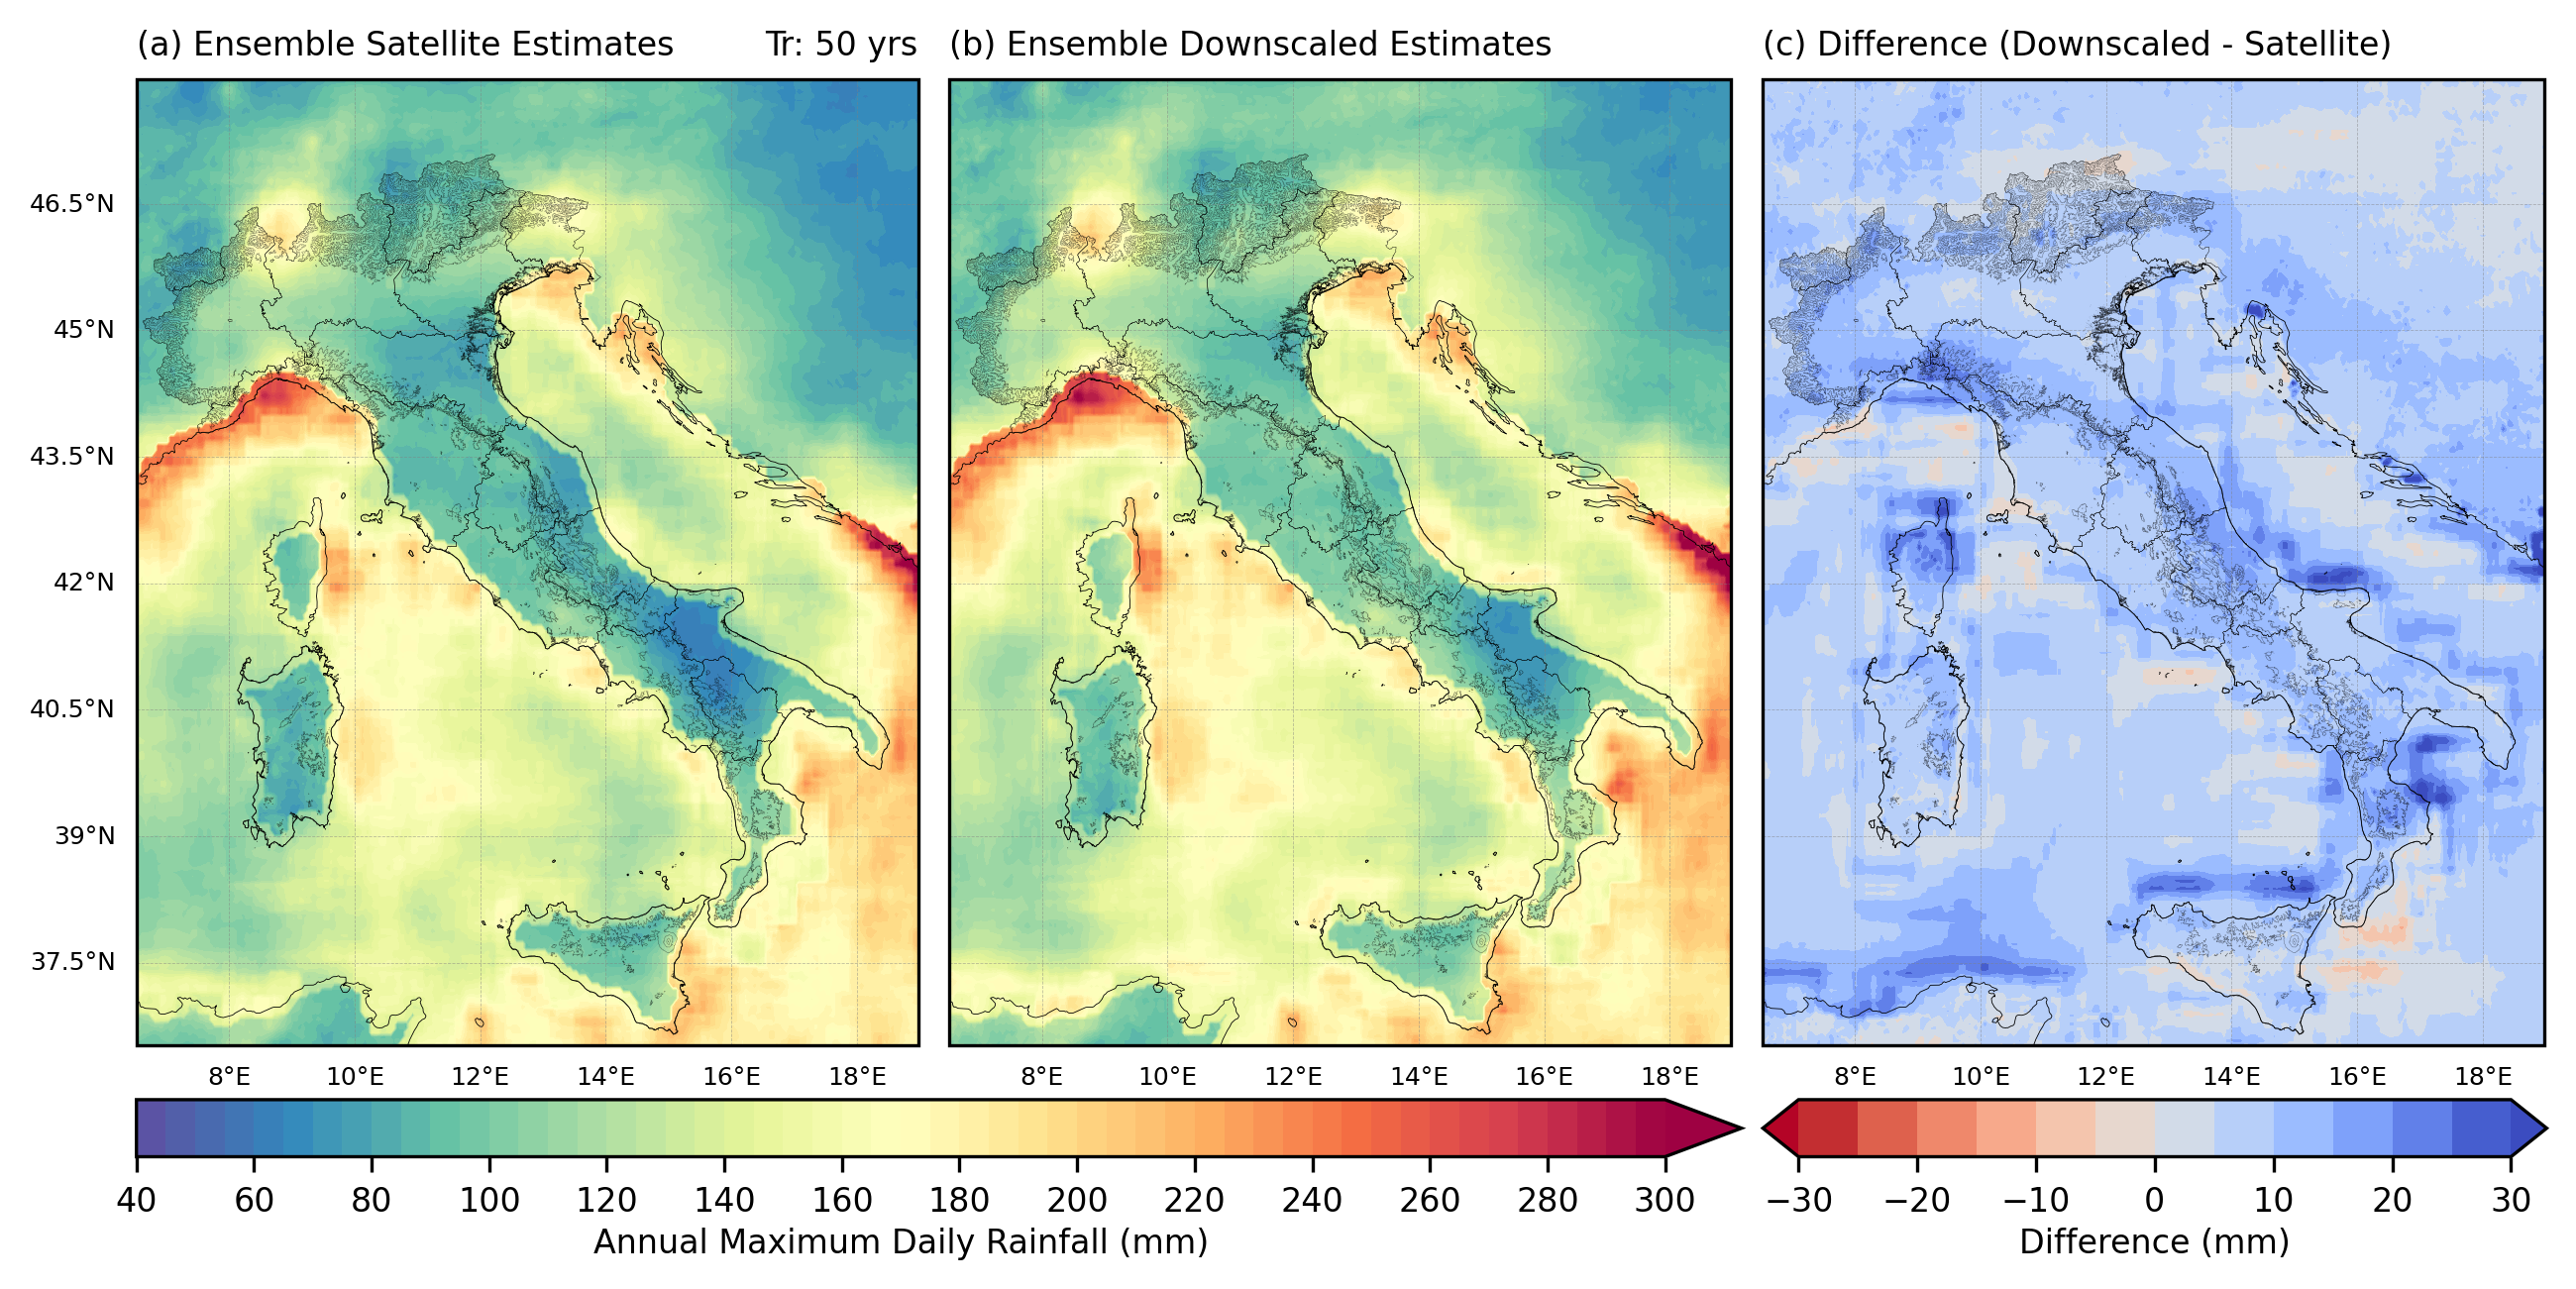 (a) Ensemble Satellite Estimates Tr: 50 yrs
(b) Ensemble Downscaled Estimates
(c) Difference (Downscaled - Satellite)
46.5°N
45°N
43.5°N
42°N
40.5°N
39°N
37.5°N
8°E 10°E 12°E 14°E 16°E 18°E
8°E 10°E 12°E 14°E 16°E 18°E
8°E 10°E 12°E 14°E 16°E 18°E
40 60 80 100 120 140 160 180 200 220 240 260 280 300
Annual Maximum Daily Rainfall (mm)
−30 −20 −10 0 10 20 30
Difference (mm)